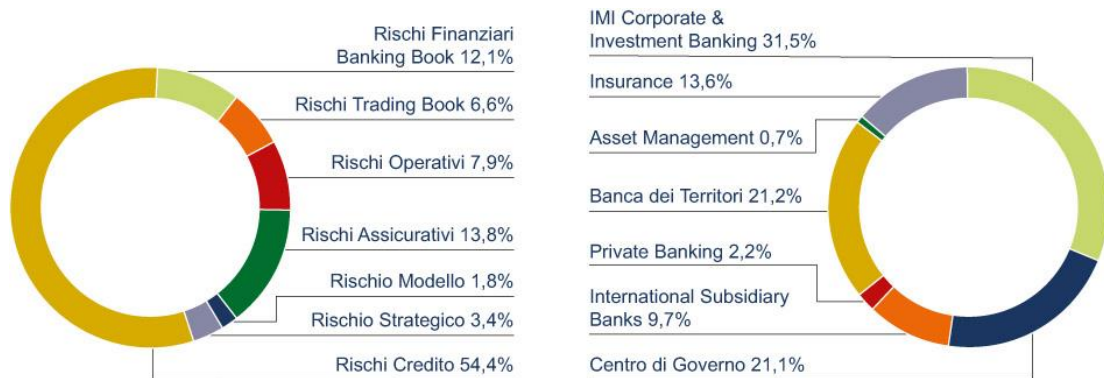 Rischi Finanziari
Banking Book 12,1%
Rischi Trading Book 6,6%
Rischi Operativi 7,9%
Rischi Assicurativi 13,8%
Rischio Modello 1,8%
Rischio Strategico 3,4%
Rischi Credito 54,4%
IMI Corporate &
Investment Banking 31,5%
Insurance 13,6%
Asset Management 0,7%
Banca dei Territori 21,2%
Private Banking 2,2%
International Subsidiary
Banks 9,7%
Centro di Governo 21,1%